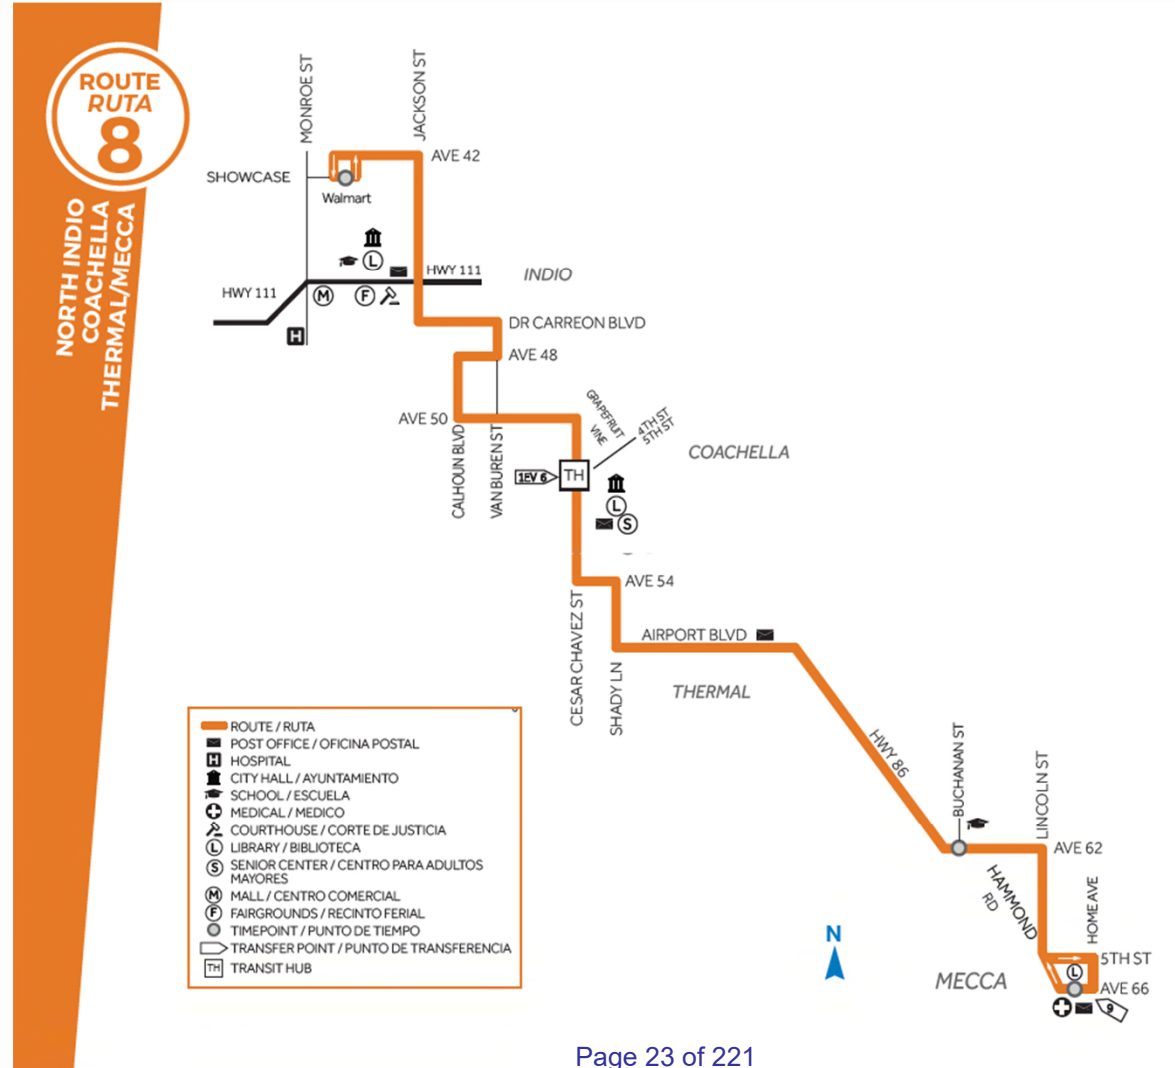 ROUTE
RUTA
8
NORTH INDIO
COACHELLA
THERMAL/MECCA
MONROE ST
JACKSON ST
AVE 42
SHOWCASE
Walmart
L
HWY 111
INDIO
HWY 111
M
F
H
DR CARREON BLVD
AVE 48
AVE 50
CALHOUN BLVD
VAN BUREN ST
GRAPEFRUIT
VINE
4TH ST
5TH ST
COACHELLA
1EV 6
TH
L
S
AVE 54
CESAR CHAVEZ ST
SHADY LN
AIRPORT BLVD
THERMAL
HWY 86
BUCHANAN ST
LINCOLN ST
AVE 62
HAMMOND
RD
HOME AVE
5TH ST
L
AVE 66
9
MECCA
N
ROUTE / RUTA
POST OFFICE / OFICINA POSTAL
H HOSPITAL
CITY HALL / AYUNTAMIENTO
SCHOOL / ESCUELA
MEDICAL / MEDICO
COURTHOUSE / CORTE DE JUSTICIA
L LIBRARY / BIBLIOTECA
S SENIOR CENTER / CENTRO PARA ADULTOS
MAYORES
M MALL / CENTRO COMERCIAL
F FAIRGROUNDS / RECINTO FERIAL
TIMEPOINT / PUNTO DE TIEMPO
TRANSFER POINT / PUNTO DE TRANSFERENCIA
TH TRANSIT HUB
Page 23 of 221